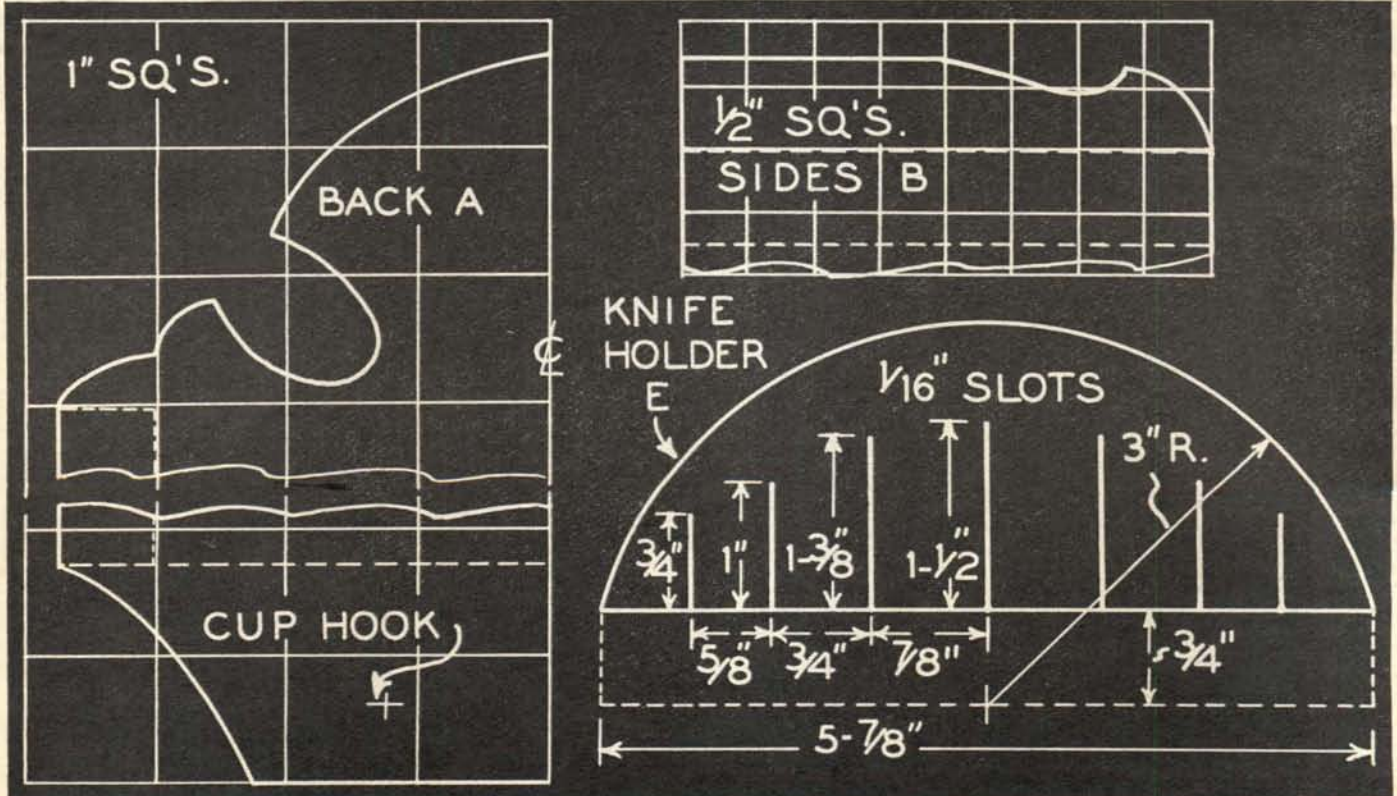 1" SQ'S.
BACK A
CUP HOOK
℄
1/2" SQ'S.
SIDES B
KNIFE
HOLDER
E
1/16" SLOTS
3" R.
3/4"
1"
1-3/8
1-1/2"
5/8"
3/4"
7/8"
3/4"
5-7/8"